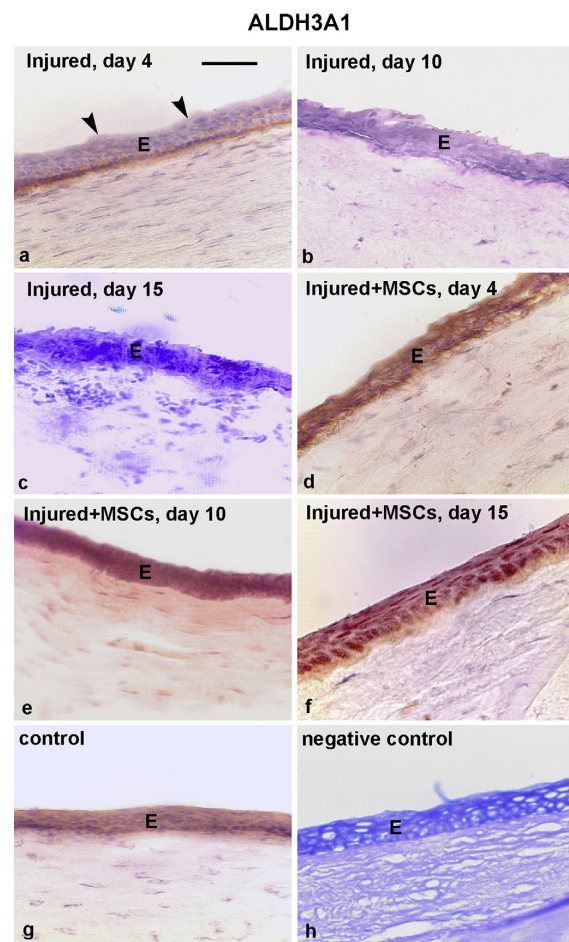 ALDH3A1
Injured, day 4
E
a
Injured, day 10
E
b
Injured, day 15
E
c
Injured+MSCs, day 4
E
d
Injured+MSCs, day 10
E
e
Injured+MSCs, day 15
E
f
control
E
g
negative control
E
h